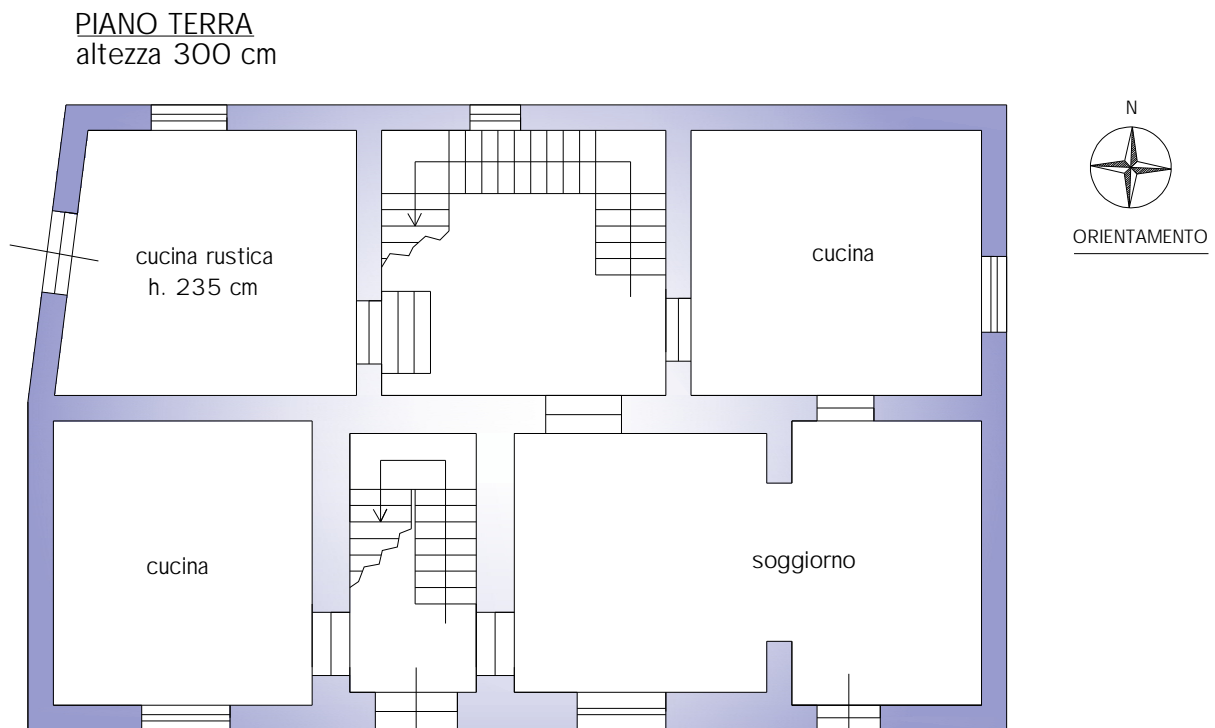 PIANO TERRA
altezza 300 cm
N
ORIENTAMENTO
cucina rustica
h. 235 cm
cucina
cucina
soggiorno